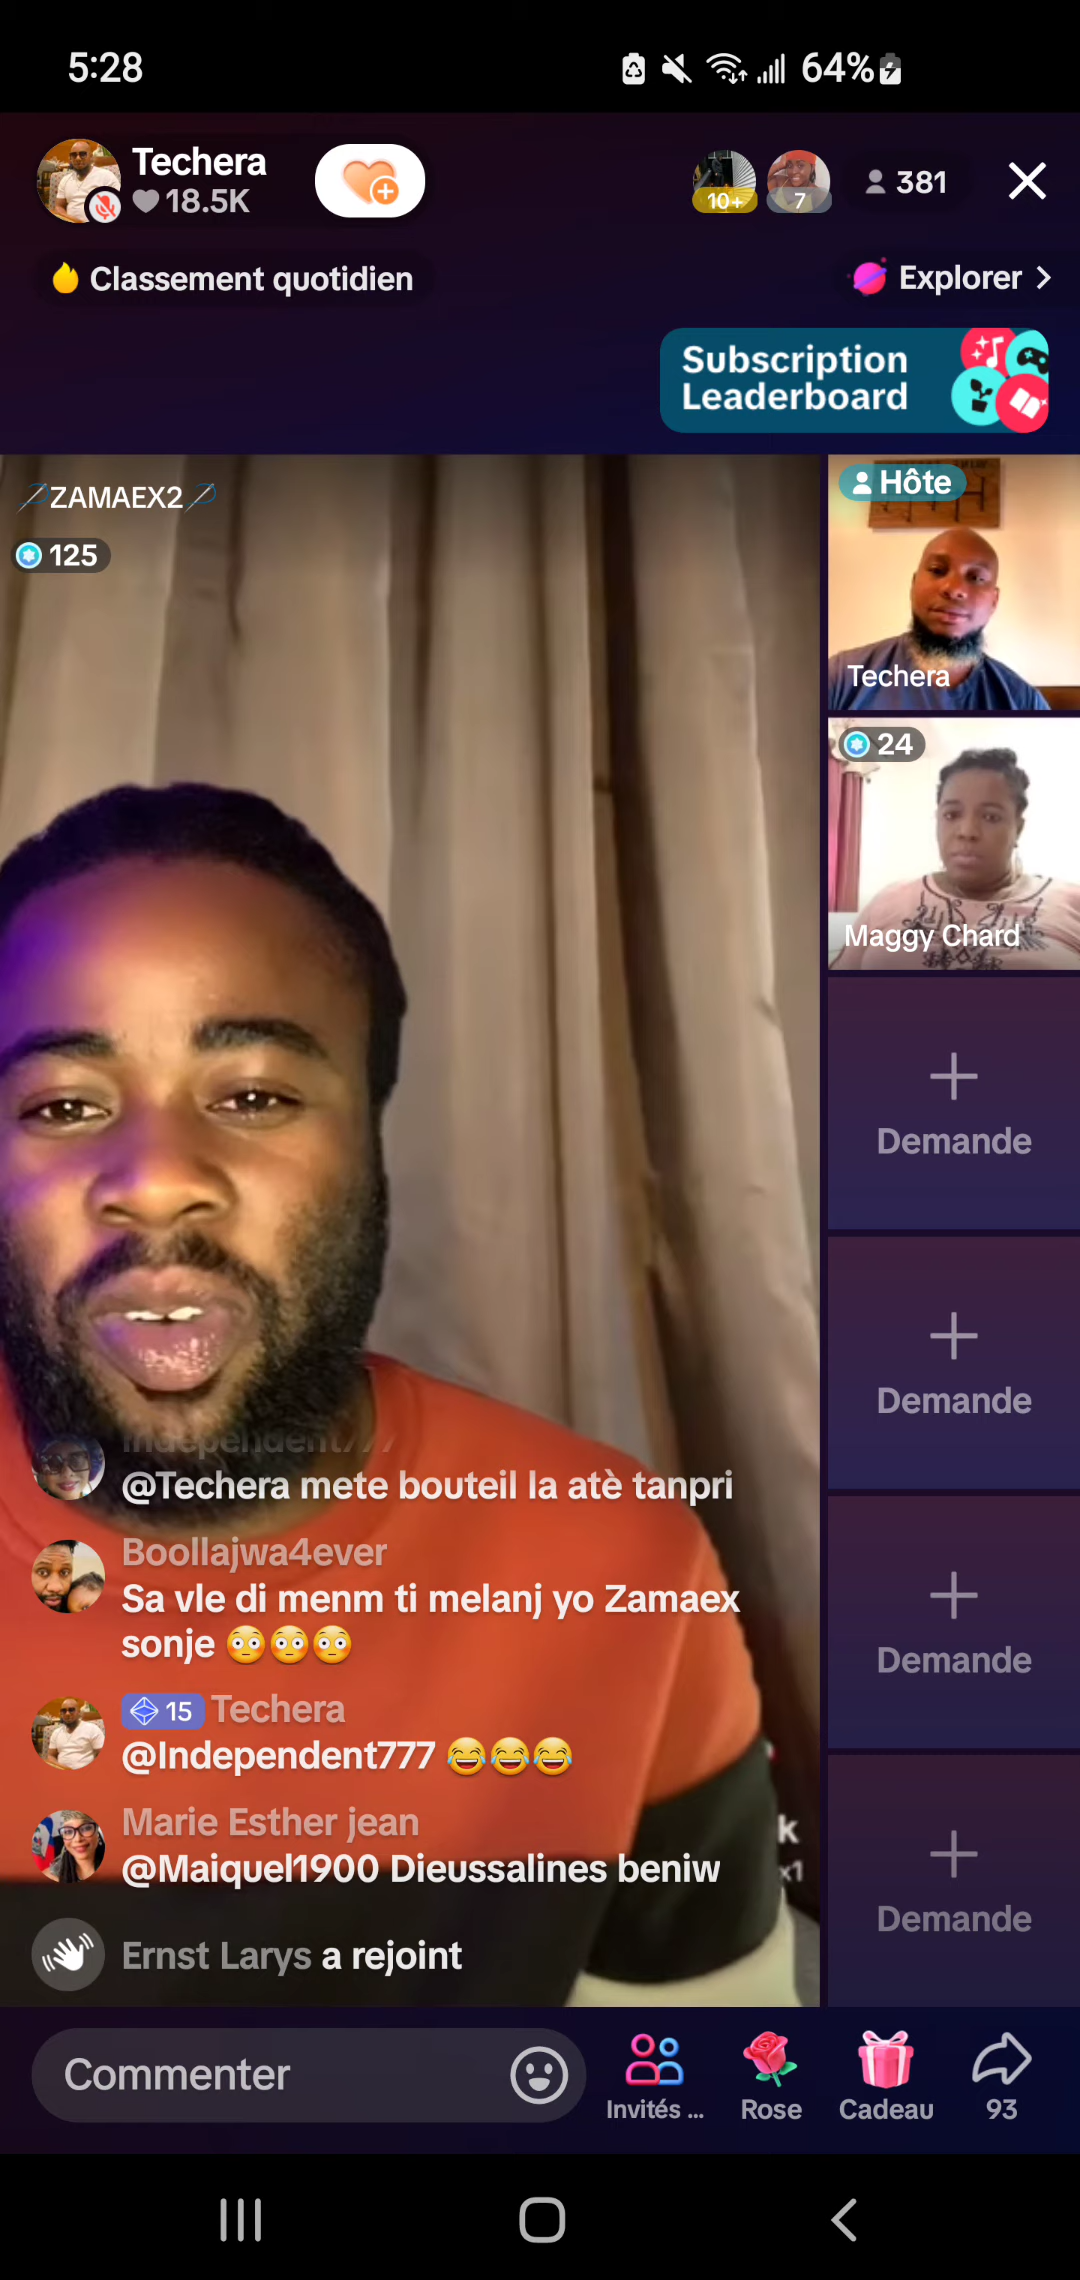 5:28
64%
Techera
18.5K
10+
7
381
Classement quotidien
Explorer
Subscription
Leaderboard
ZAMAEX2
125
Hôte
Techera
24
Maggy Chard
Demande
Demande
Demande
Demande
Independent777
@Techera mete bouteil la atè tanpri
Boollajwa4ever
Sa vle di menm ti melanj yo Zamaex
sonje 😳😳😳
15 Techera
@Independent777 😂😂😂
Marie Esther jean
@Maiquel1900 Dieussalines beniw
k
x1
Ernst Larys a rejoint
Commenter
Invités ...
Rose
Cadeau
93